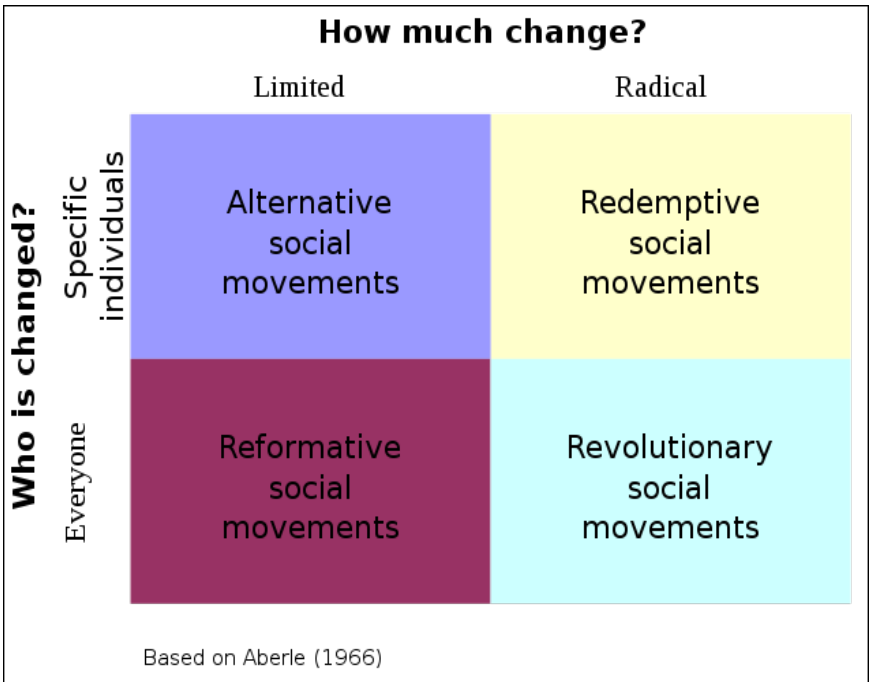 How much change?
Limited
Radical
Who is changed?
Specific
individuals
Alternative
social
movements
Redemptive
social
movements
Everyone
Reformative
social
movements
Revolutionary
social
movements
Based on Aberle (1966)